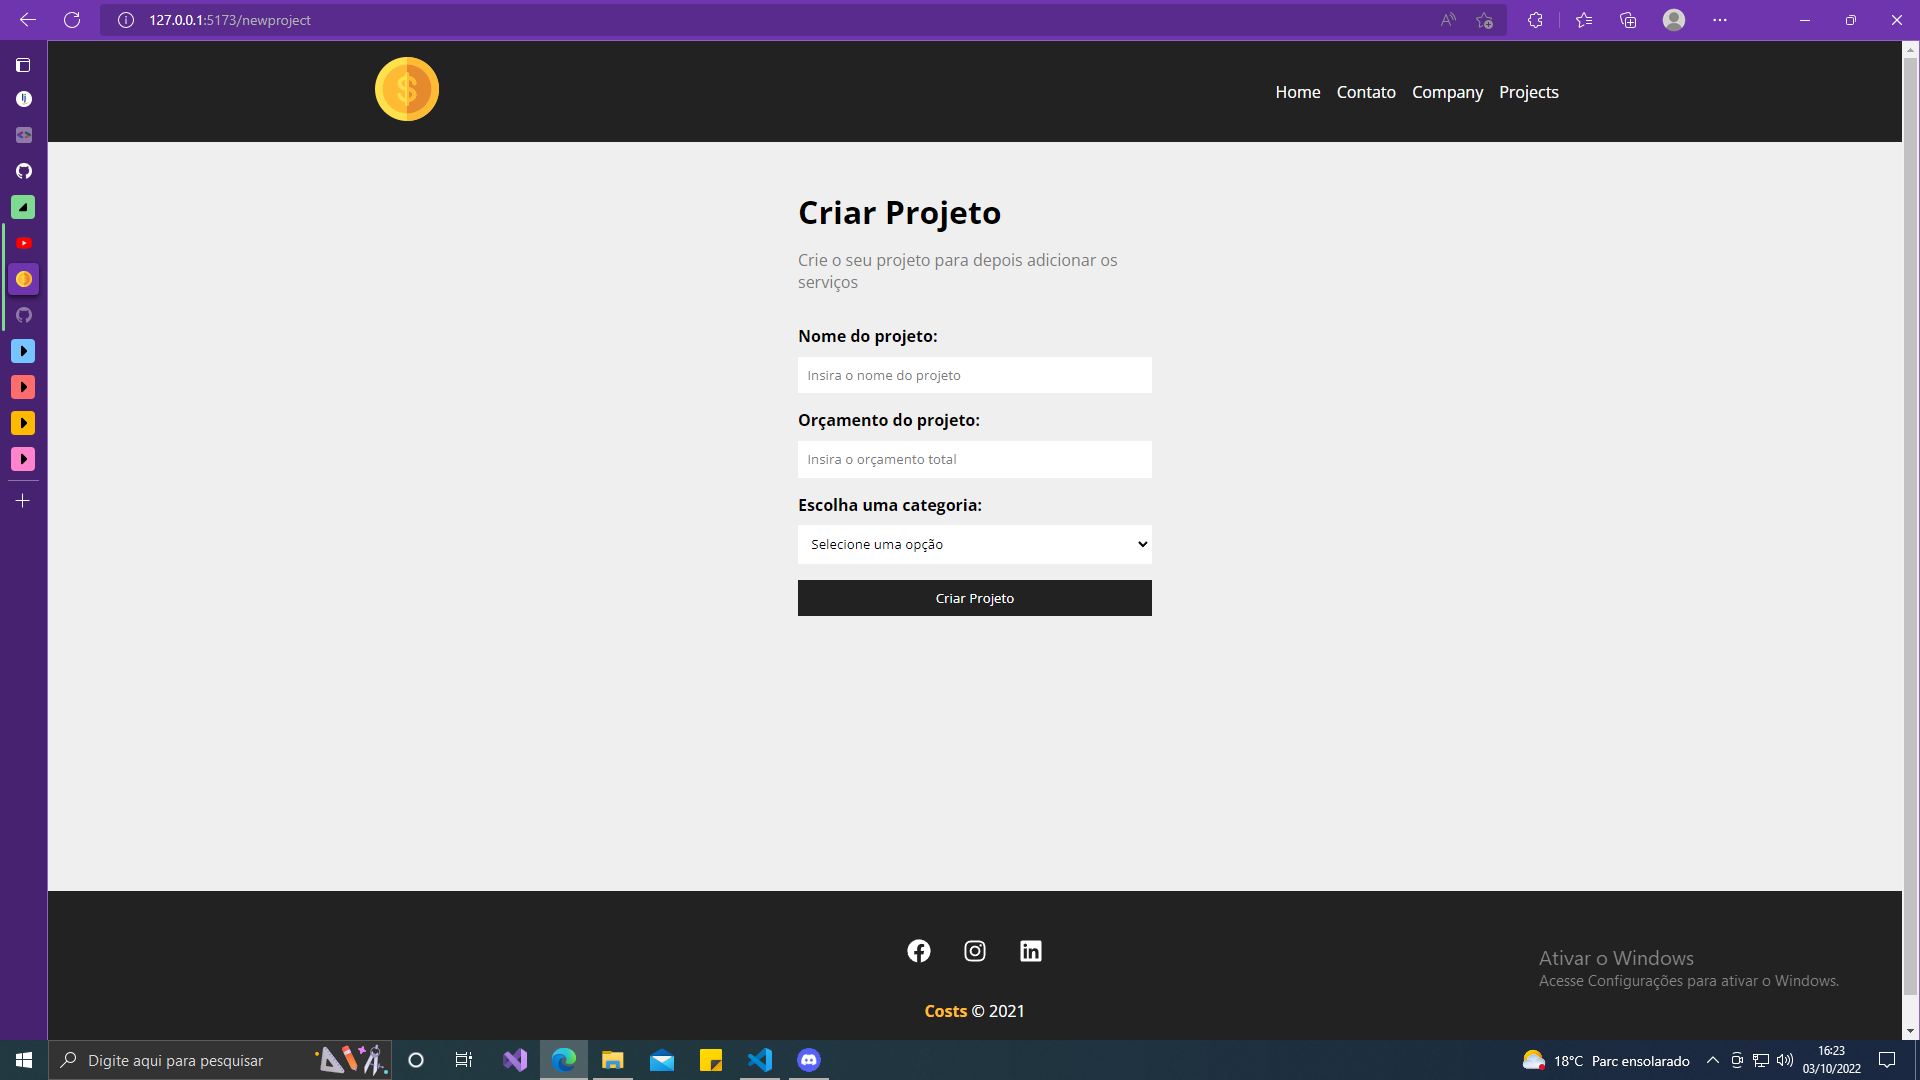 127.0.0.1:5173/newproject
Home Contato Company Projects
Criar Projeto
Crie o seu projeto para depois adicionar os
serviços
Nome do projeto:
Insira o nome do projeto
Orçamento do projeto:
Insira o orçamento total
Escolha uma categoria:
Selecione uma opção
Criar Projeto
Costs © 2021
Ativar o Windows
Acesse Configurações para ativar o Windows.
Digite aqui para pesquisar
18°C Parc ensolarado
16:23
03/10/2022